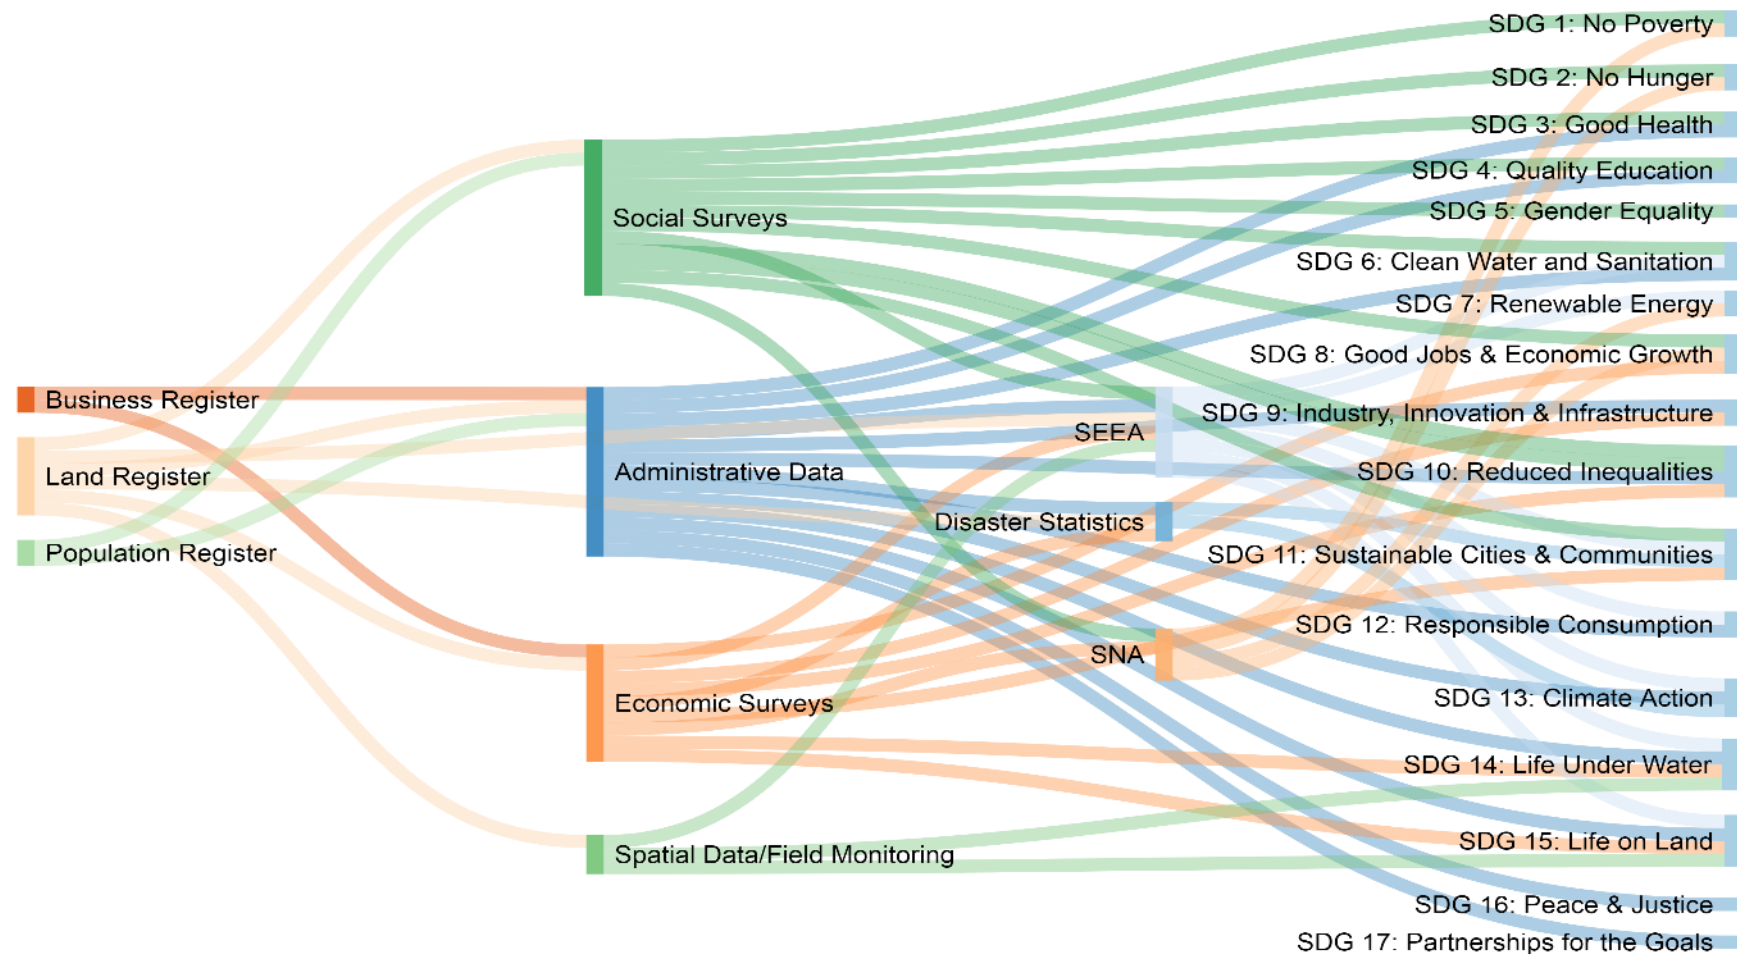 Business Register
Land Register
Population Register
Social Surveys
Administrative Data
Economic Surveys
Spatial Data/Field Monitoring
SEEA
Disaster Statistics
SNA
SDG 1: No Poverty
SDG 2: No Hunger
SDG 3: Good Health
SDG 4: Quality Education
SDG 5: Gender Equality
SDG 6: Clean Water and Sanitation
SDG 7: Renewable Energy
SDG 8: Good Jobs & Economic Growth
SDG 9: Industry, Innovation & Infrastructure
SDG 10: Reduced Inequalities
SDG 11: Sustainable Cities & Communities
SDG 12: Responsible Consumption
SDG 13: Climate Action
SDG 14: Life Under Water
SDG 15: Life on Land
SDG 16: Peace & Justice
SDG 17: Partnerships for the Goals